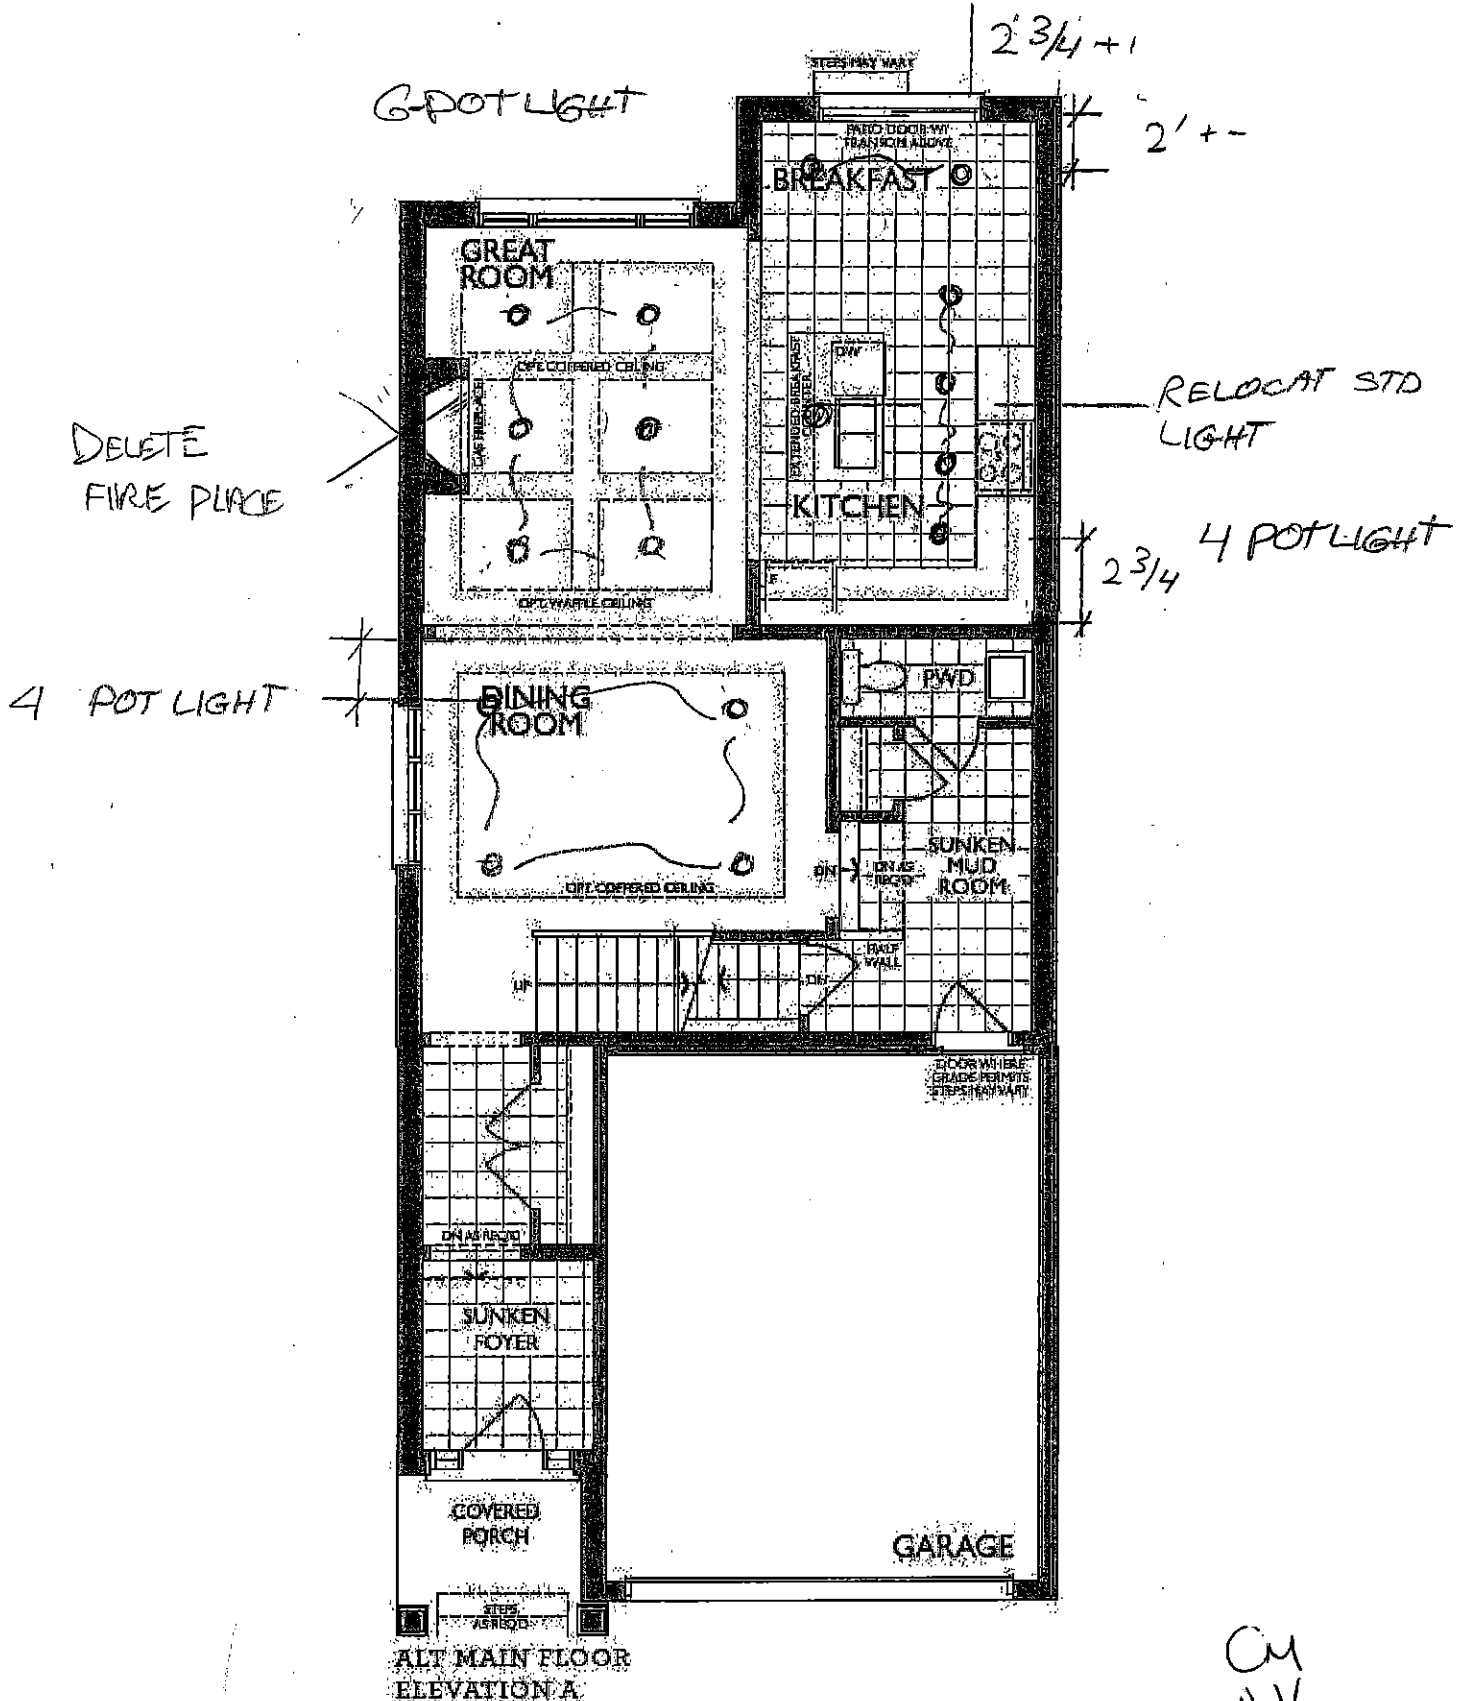 2' 3/4 +1
STEPS MAY VARY
6-POT LIGHT
2' +-
PATIO DOOR W/
TRANSOM ABOVE
BREAKFAST
GREAT
ROOM
OPT. COFFERED CEILING
DW
EXTENDED BREAKFAST
COUNTER
GAS FIREPLACE
RELOCAT STD
LIGHT
DELETE
FIRE PLACE
KITCHEN
4 POTLIGHT
2 3/4
F
OPT. WAFFLE CEILING
4 POT LIGHT
DINING
ROOM
PWD
SUNKEN
MUD
ROOM
DN
DN AS
REQ'D
OPT. COFFERED CEILING
HALF
WALL
UP
DN
DOOR WHERE
GRADE PERMITS
STEPS MAY VARY
DN AS REQ'D
SUNKEN
FOYER
COVERED
PORCH
GARAGE
STEPS
AS REQ'D
ALT MAIN FLOOR
ELEVATION A
CM